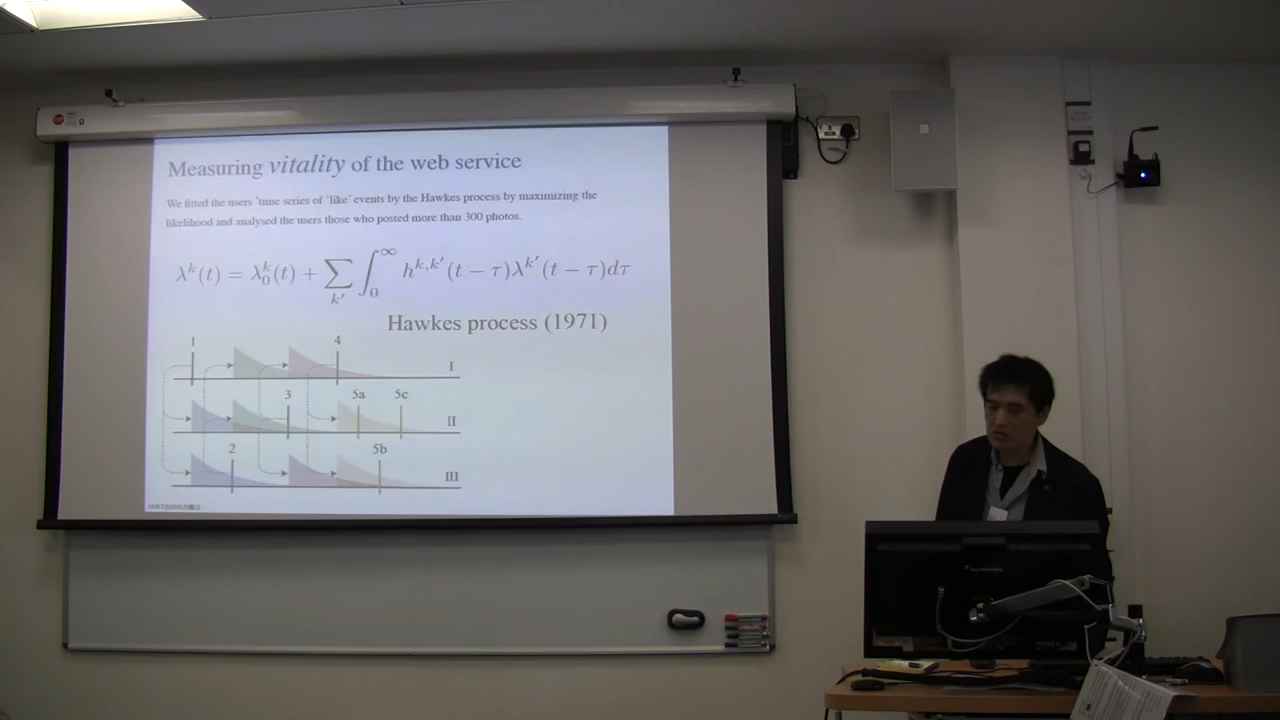 Measuring vitality of the web service
We fitted the users 'time series of 'like' events by the Hawkes process by maximizing the
likelihood and analysed the users those who posted more than 300 photos.
λ^k(t) = λ_0^k(t) + ∑_{k'} ∫_0^∞ h^{k,k'}(t − τ)λ^{k'}(t − τ)dτ
Hawkes process (1971)
1
4
I
3
5a
5c
II
2
5b
III